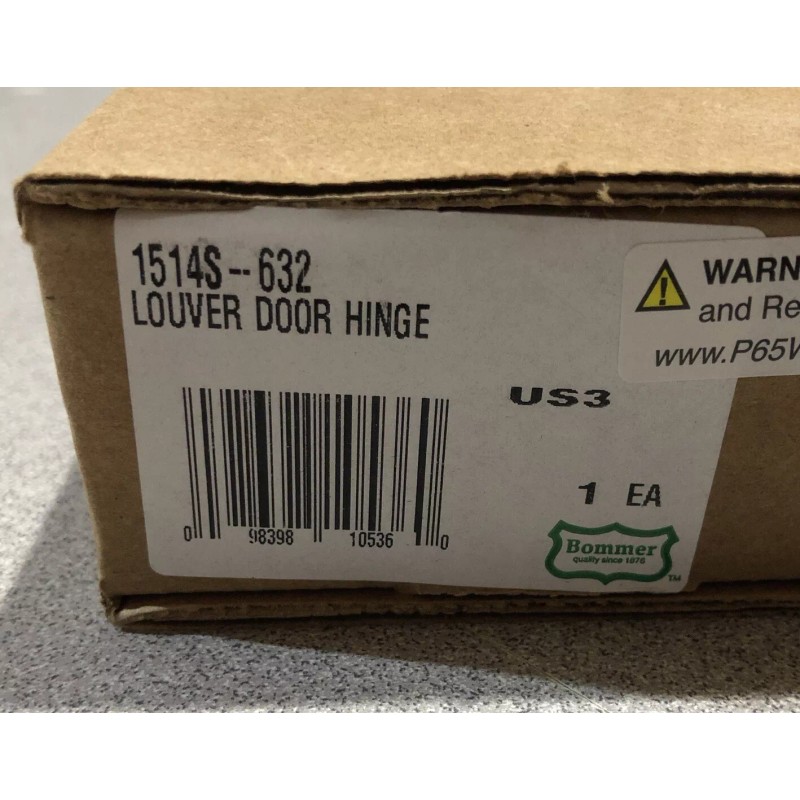 1514S--632
LOUVER DOOR HINGE
WARN
and Re
www.P65W
US3
1 EA
0 98398 10536 0
Bommer
quality since 1876
TM